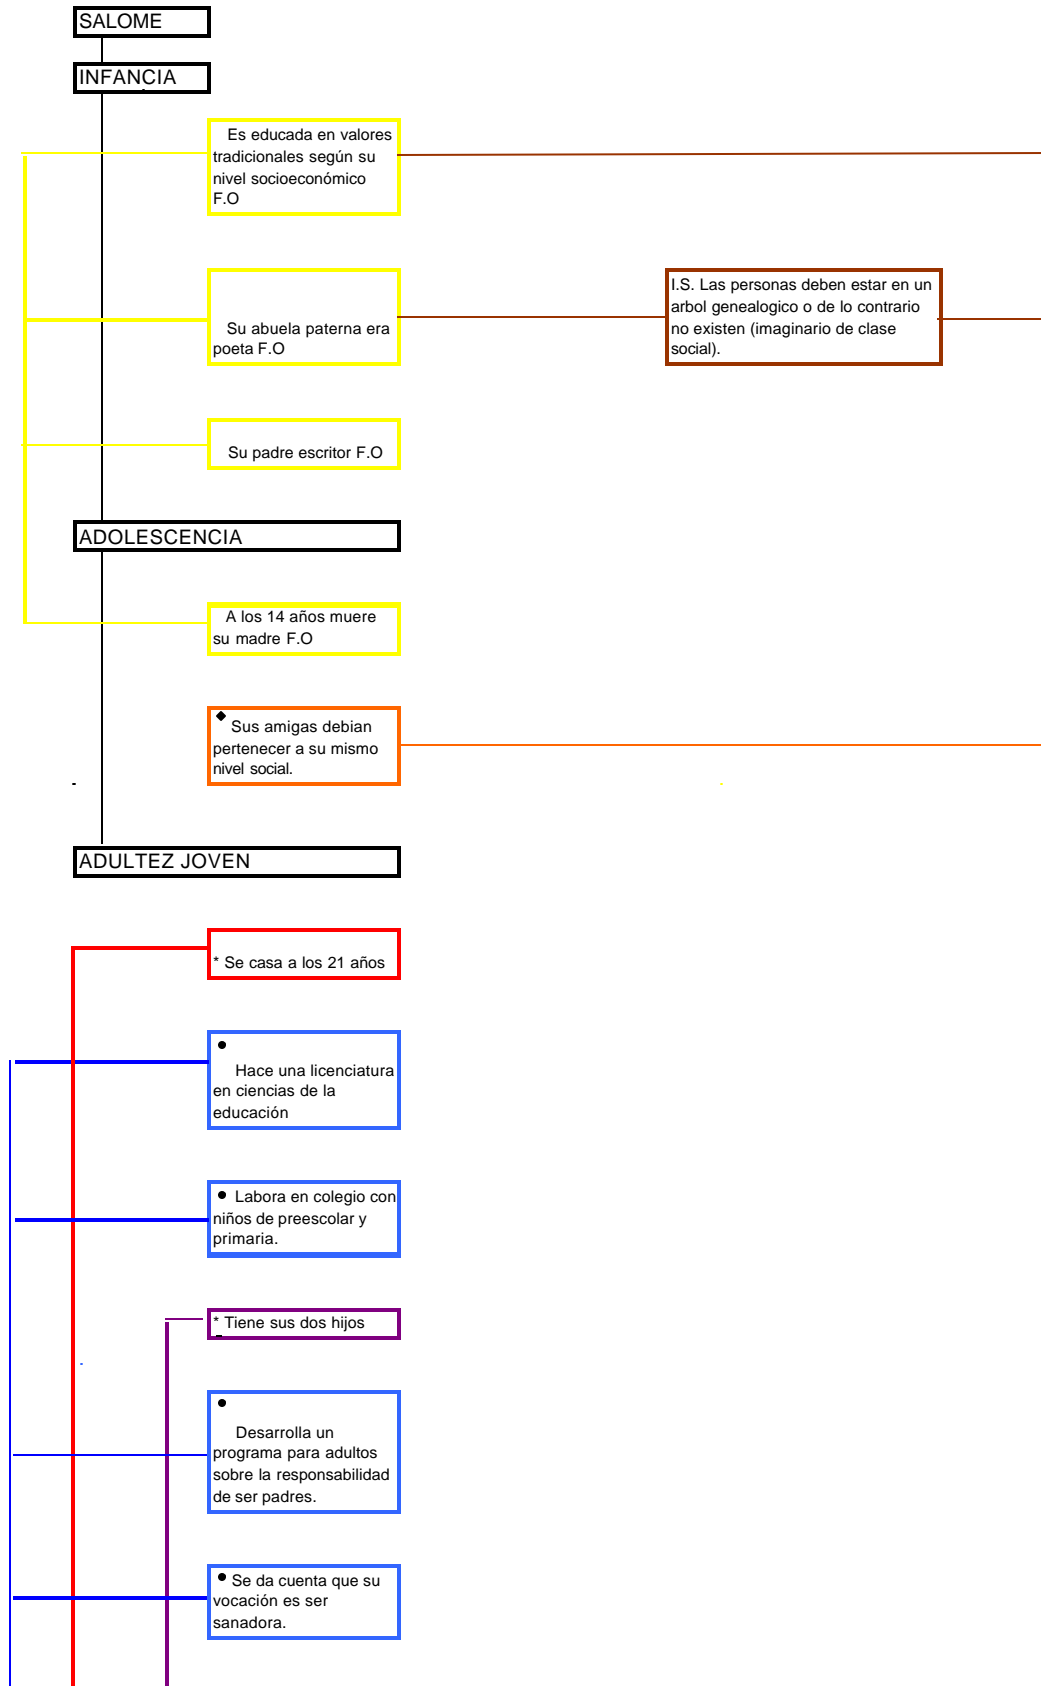 SALOME
INFANCIA
Es educada en valores
tradicionales según su
nivel socioeconómico
F.O
Su abuela paterna era
poeta F.O
I.S. Las personas deben estar en un
arbol genealogico o de lo contrario
no existen (imaginario de clase
social).
Su padre escritor F.O
ADOLESCENCIA
A los 14 años muere
su madre F.O
◆ Sus amigas debian
pertenecer a su mismo
nivel social.
ADULTEZ JOVEN
* Se casa a los 21 años
●
Hace una licenciatura
en ciencias de la
educación
● Labora en colegio con
niños de preescolar y
primaria.
* Tiene sus dos hijos
●
Desarrolla un
programa para adultos
sobre la responsabilidad
de ser padres.
● Se da cuenta que su
vocación es ser
sanadora.